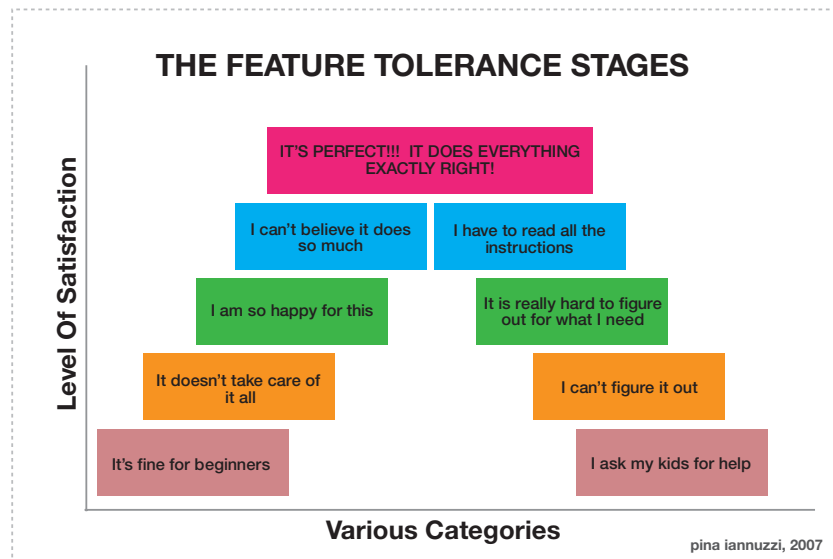 THE FEATURE TOLERANCE STAGES
Level Of Satisfaction
IT'S PERFECT!!!  IT DOES EVERYTHING
EXACTLY RIGHT!
I can't believe it does
so much
I have to read all the
instructions
I am so happy for this
It is really hard to figure
out for what I need
It doesn't take care of
it all
I can't figure it out
It's fine for beginners
I ask my kids for help
Various Categories
pina iannuzzi, 2007